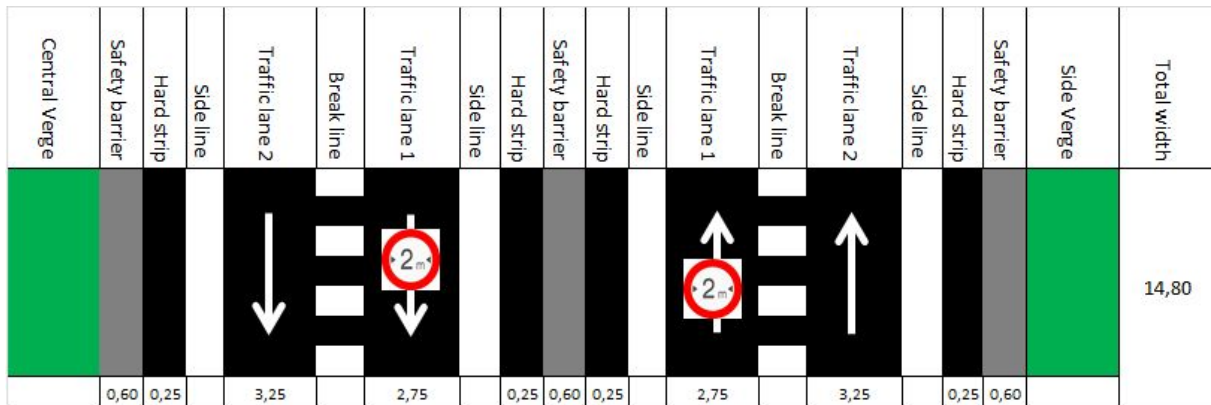 Central Verge
Safety barrier
Hard strip
Side line
Traffic lane 2
Break line
Traffic lane 1
Side line
Hard strip
Safety barrier
Hard strip
Side line
Traffic lane 1
Break line
Traffic lane 2
Side line
Hard strip
Safety barrier
Side Verge
Total width
2 m
2 m
14,80
0,60 0,25 3,25 2,75 0,25 0,60 0,25 2,75 3,25 0,25 0,60